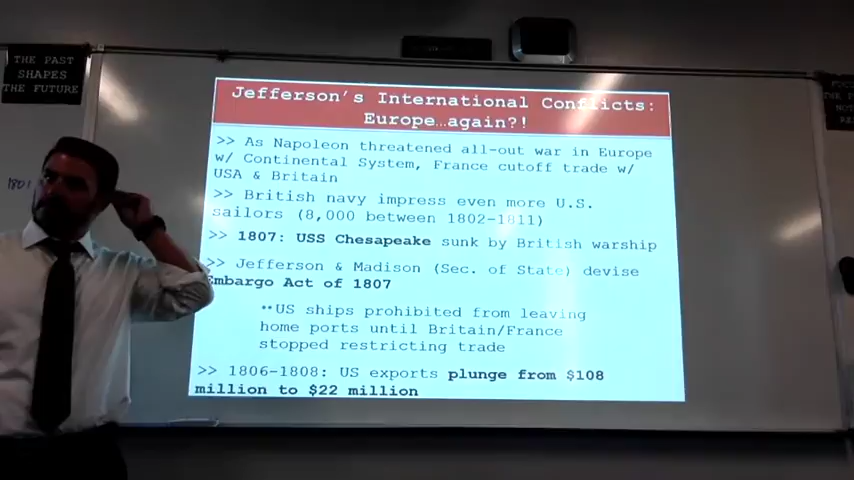 THE PAST
SHAPES
THE FUTURE
Jefferson's International Conflicts:
Europe…again?!
>> As Napoleon threatened all-out war in Europe
w/ Continental System, France cutoff trade w/
USA & Britain
>> British navy impress even more U.S.
sailors (8,000 between 1802-1811)
>> 1807: USS Chesapeake sunk by British warship
>> Jefferson & Madison (Sec. of State) devise
Embargo Act of 1807
**US ships prohibited from leaving
home ports until Britain/France
stopped restricting trade
>> 1806-1808: US exports plunge from $108
million to $22 million
1801